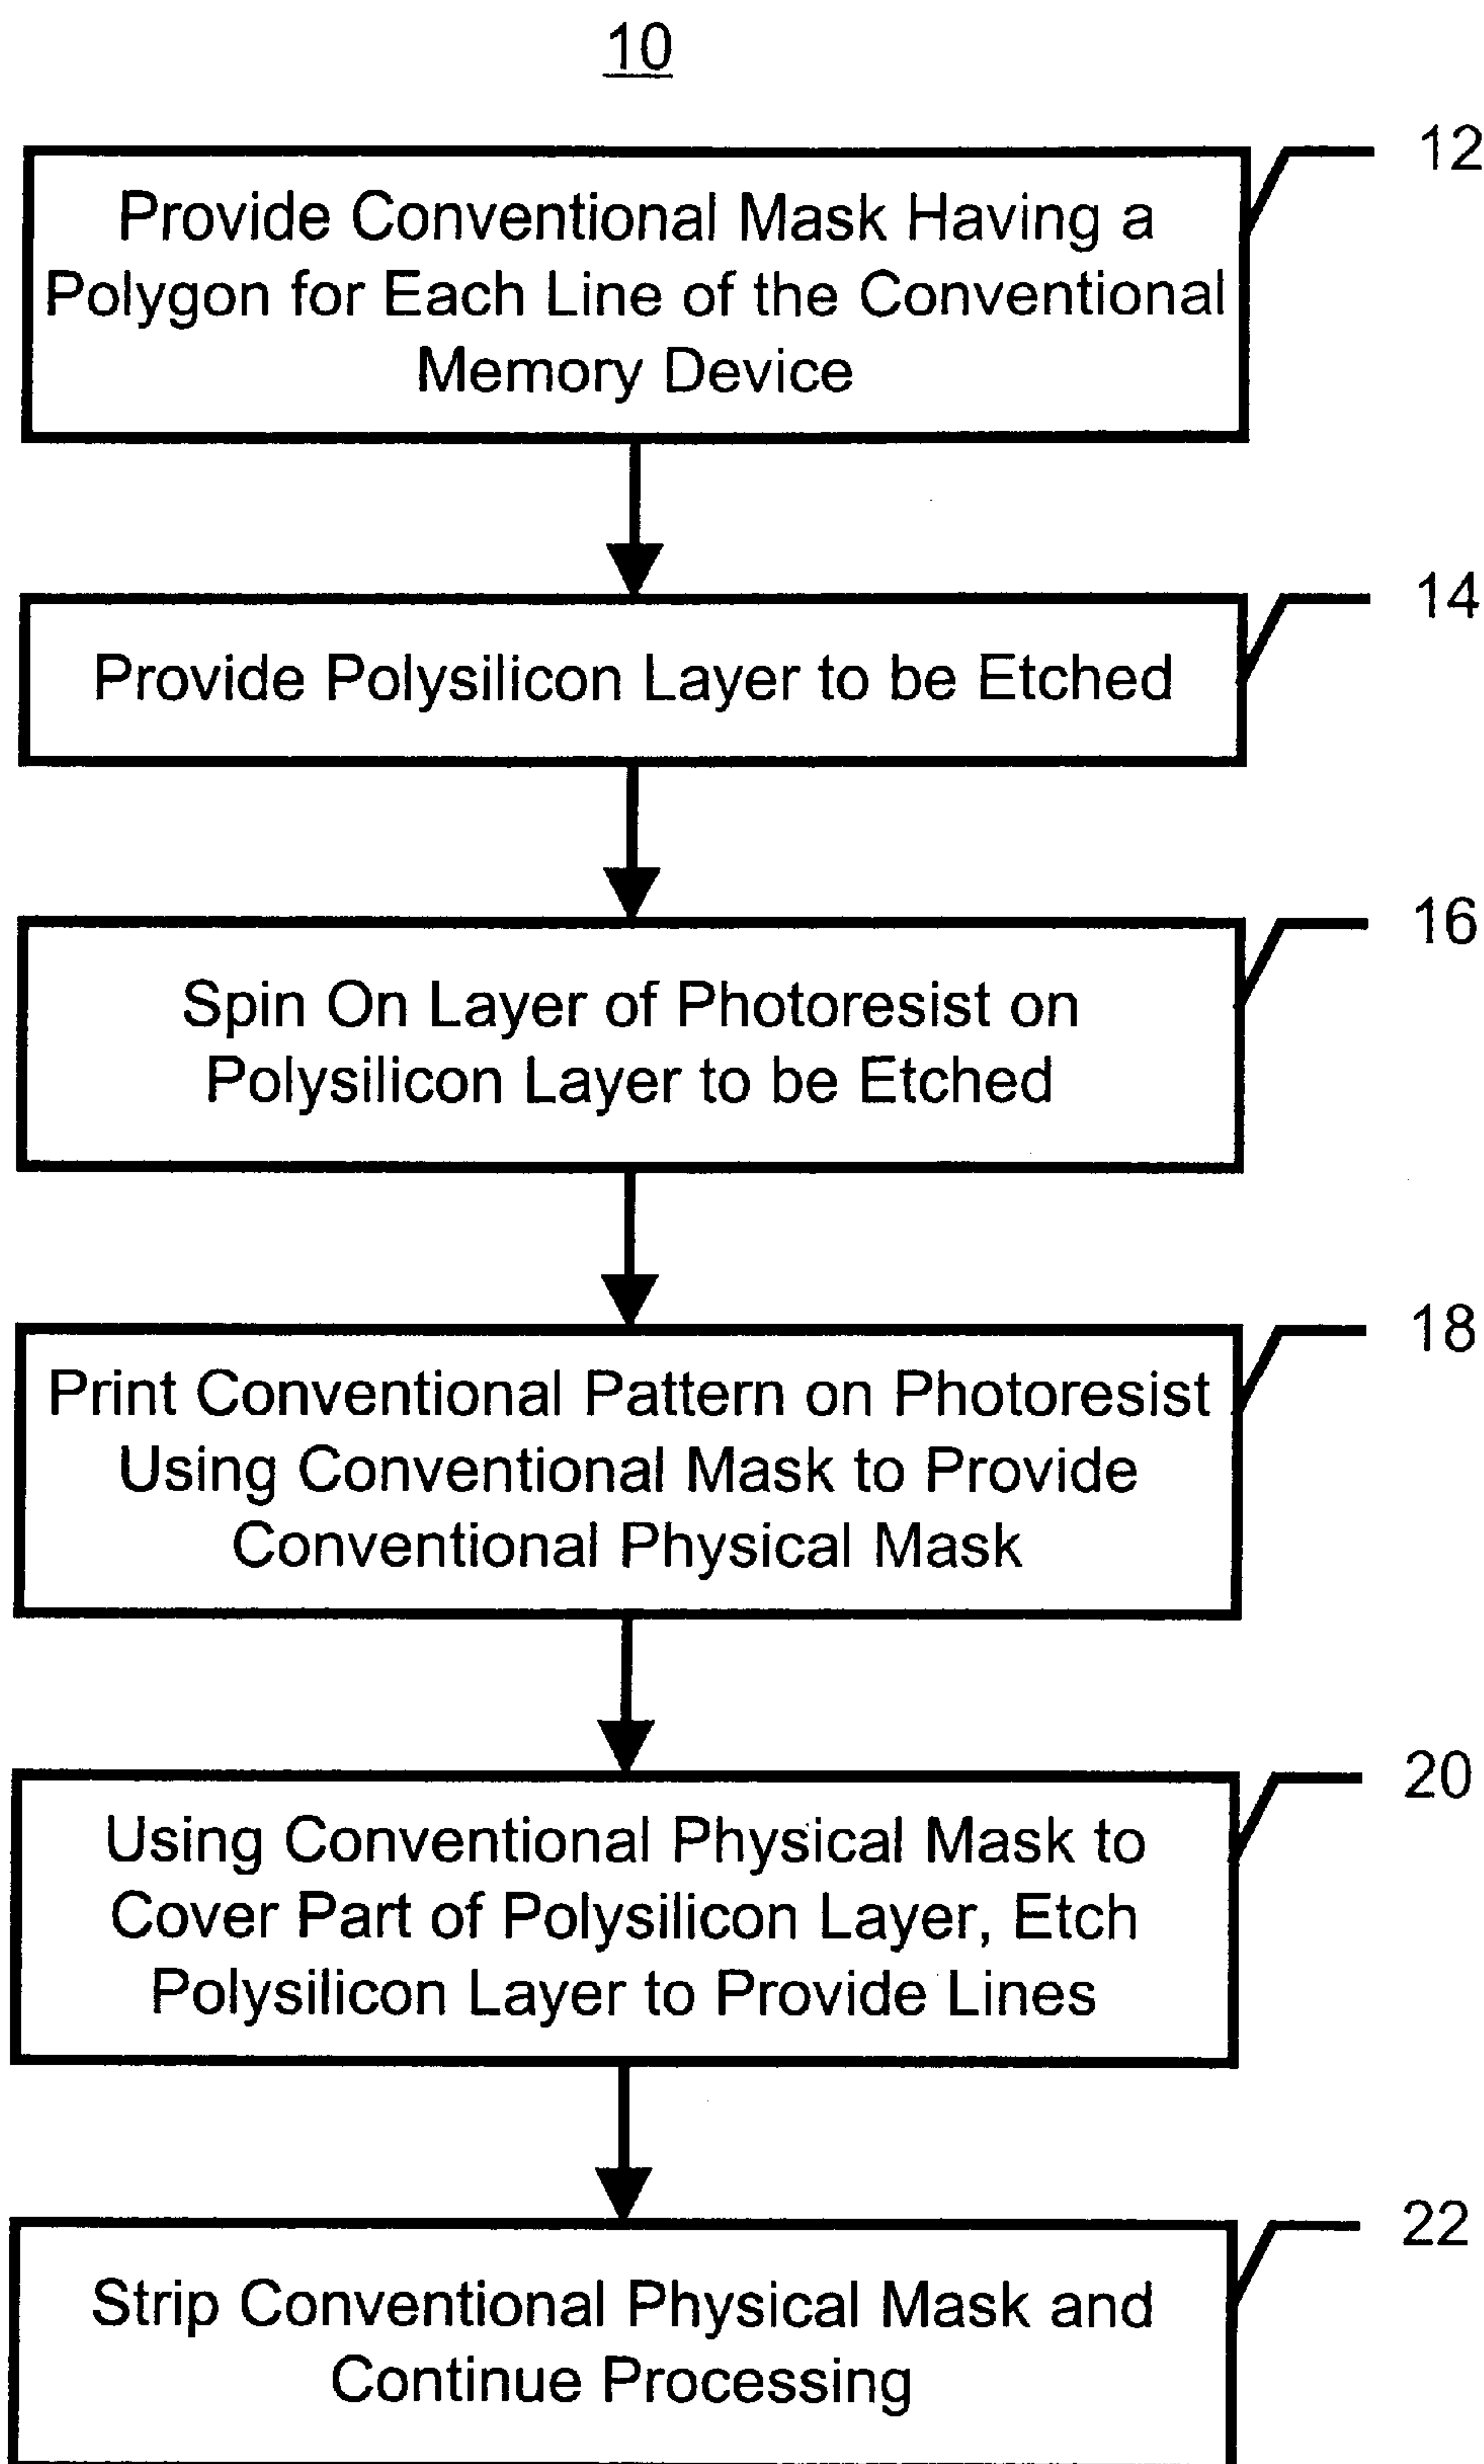 10
12
Provide Conventional Mask Having a
Polygon for Each Line of the Conventional
Memory Device
14
Provide Polysilicon Layer to be Etched
16
Spin On Layer of Photoresist on
Polysilicon Layer to be Etched
18
Print Conventional Pattern on Photoresist
Using Conventional Mask to Provide
Conventional Physical Mask
20
Using Conventional Physical Mask to
Cover Part of Polysilicon Layer, Etch
Polysilicon Layer to Provide Lines
22
Strip Conventional Physical Mask and
Continue Processing